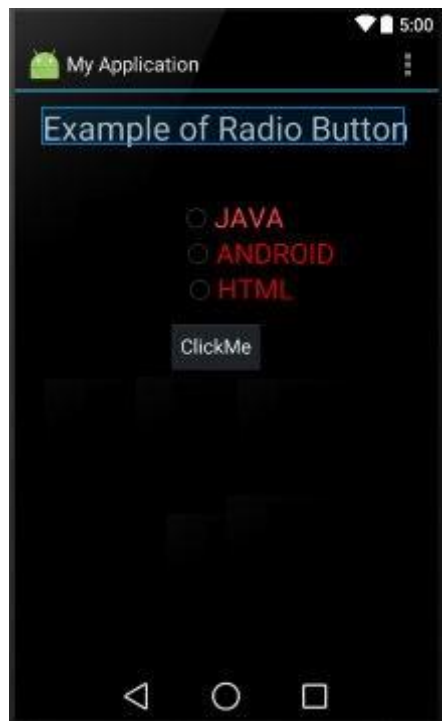 5:00
My Application
Example of Radio Button
JAVA
ANDROID
HTML
ClickMe